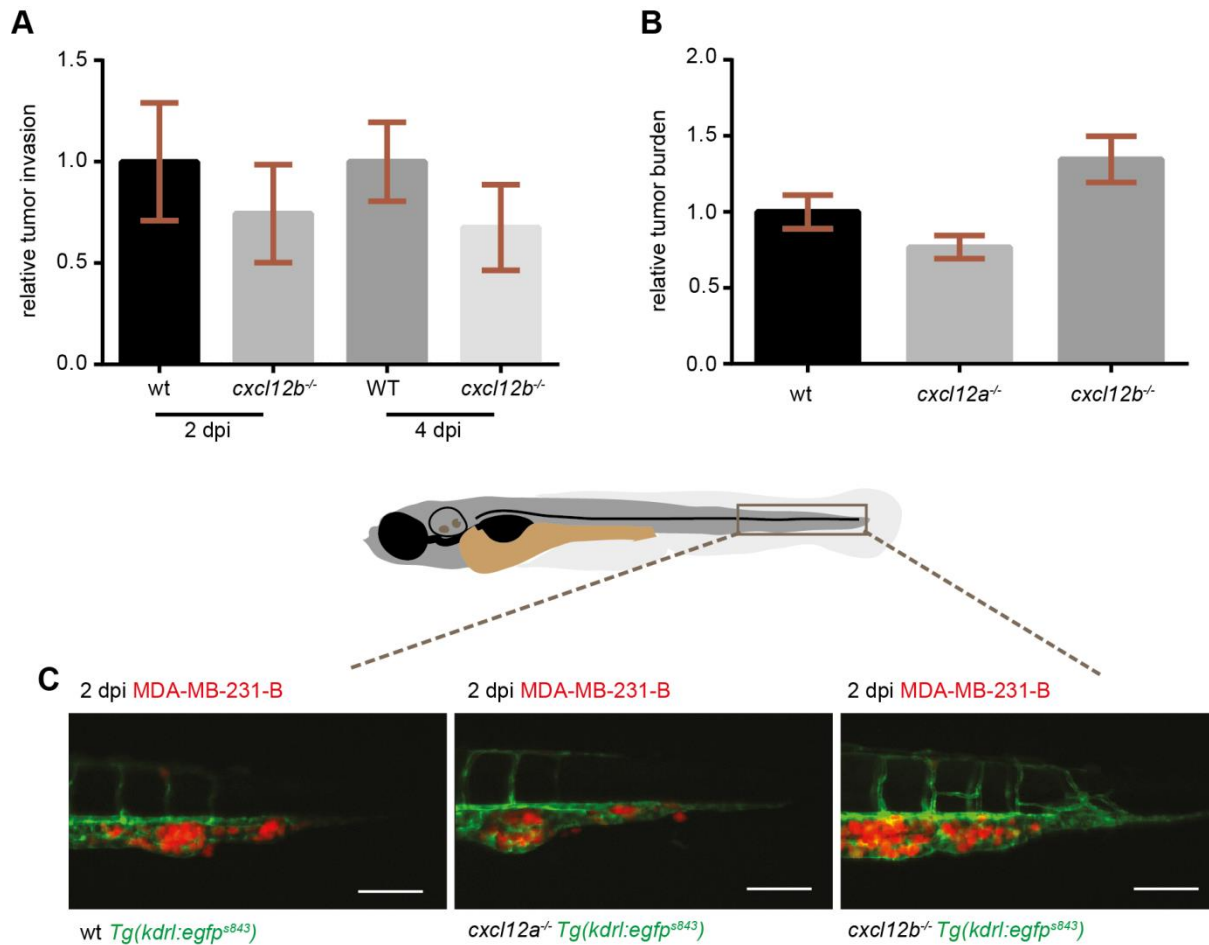 A
relative tumor invasion
1.5
1.0
0.5
0.0
wt
cxcl12b-/-
WT
cxcl12b-/-
2 dpi
4 dpi
B
relative tumor burden
2.0
1.5
1.0
0.5
0.0
wt
cxcl12a-/-
cxcl12b-/-
C
2 dpi MDA-MB-231-B
2 dpi MDA-MB-231-B
2 dpi MDA-MB-231-B
wt Tg(kdrl:egfps843)
cxcl12a-/- Tg(kdrl:egfps843)
cxcl12b-/- Tg(kdrl:egfps843)